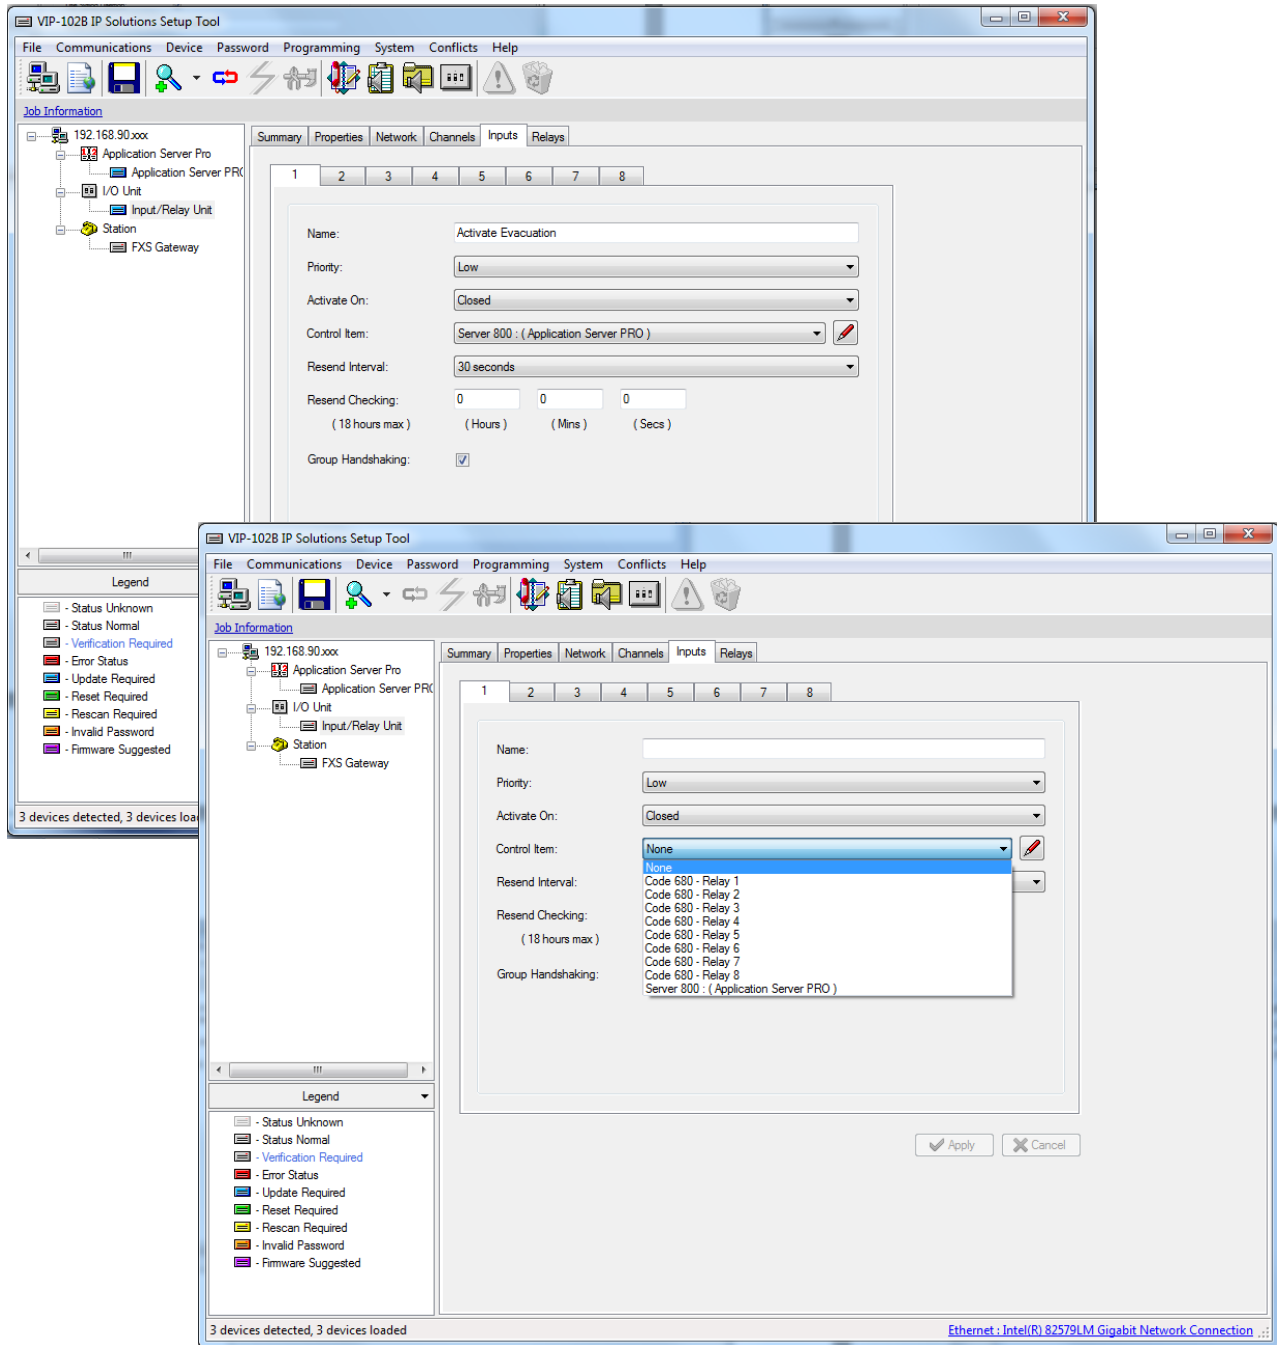 VIP-102B IP Solutions Setup Tool
File Communications Device Password Programming System Conflicts Help
Job Information
192.168.90.xxx
Application Server Pro
Application Server PR
I/O Unit
Input/Relay Unit
Station
FXS Gateway
Summary Properties Network Channels Inputs Relays
1 2 3 4 5 6 7 8
Name: Activate Evacuation
Priority: Low
Activate On: Closed
Control Item: Server 800 : ( Application Server PRO )
Resend Interval: 30 seconds
Resend Checking: 0 0 0
( 18 hours max ) ( Hours ) ( Mins ) ( Secs )
Group Handshaking:
Legend
- Status Unknown
- Status Normal
- Verification Required
- Error Status
- Update Required
- Reset Required
- Rescan Required
- Invalid Password
- Firmware Suggested
3 devices detected, 3 devices loa
VIP-102B IP Solutions Setup Tool
File Communications Device Password Programming System Conflicts Help
Job Information
192.168.90.xxx
Application Server Pro
Application Server PR
I/O Unit
Input/Relay Unit
Station
FXS Gateway
Summary Properties Network Channels Inputs Relays
1 2 3 4 5 6 7 8
Name:
Priority: Low
Activate On: Closed
Control Item: None
None
Code 680 - Relay 1
Resend Interval:
Code 680 - Relay 2
Code 680 - Relay 3
Resend Checking:
Code 680 - Relay 4
Code 680 - Relay 5
( 18 hours max )
Code 680 - Relay 6
Code 680 - Relay 7
Group Handshaking:
Code 680 - Relay 8
Server 800 : ( Application Server PRO )
Legend
- Status Unknown
- Status Normal
- Verification Required
- Error Status
- Update Required
- Reset Required
- Rescan Required
- Invalid Password
- Firmware Suggested
Apply Cancel
3 devices detected, 3 devices loaded
Ethernet : Intel(R) 82579LM Gigabit Network Connection